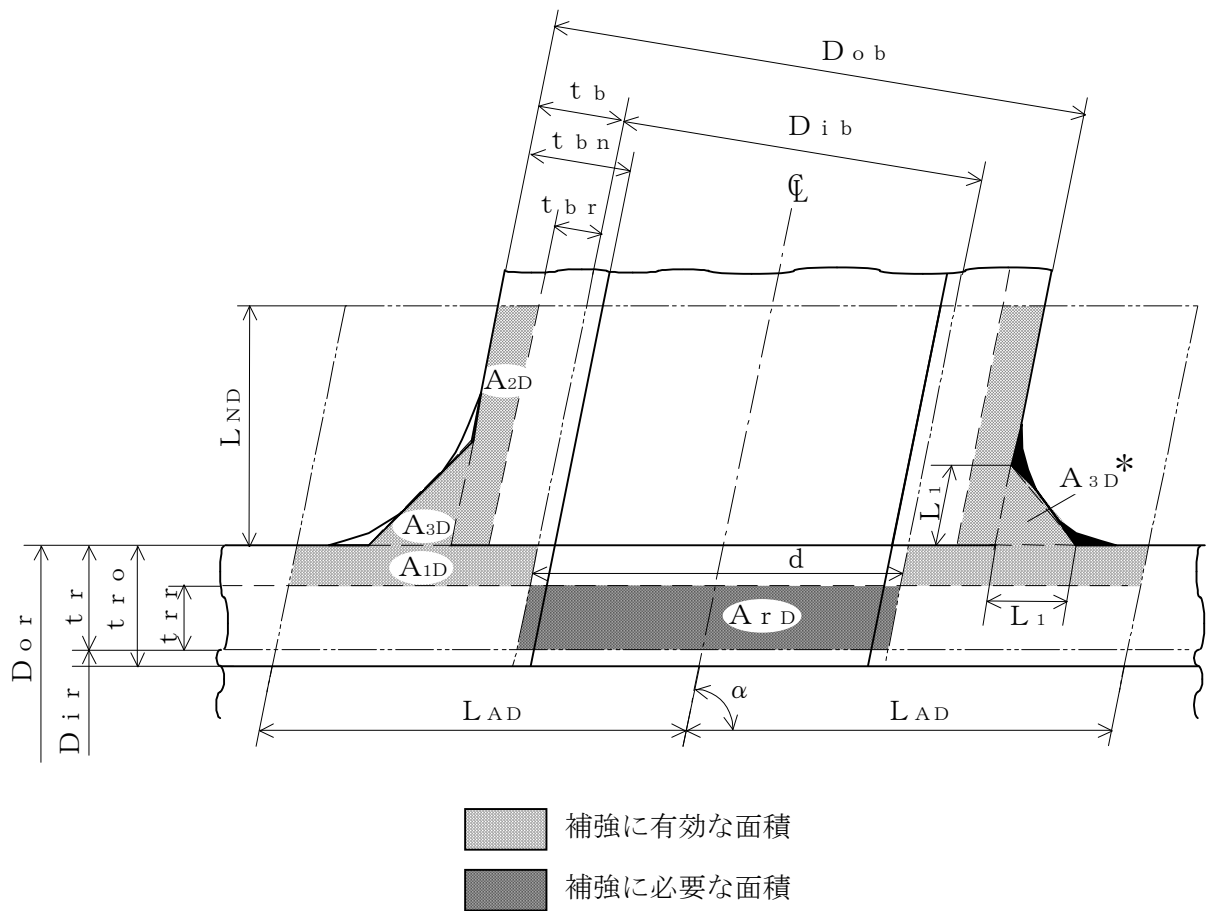 Dob
tb
Dib
tbn
℄
tbr
A2D
LND
L1
A3D*
A3D
A1D
d
ArD
L1
Dor
tr
tro
trr
Dir
α
LAD
LAD
補強に有効な面積
補強に必要な面積